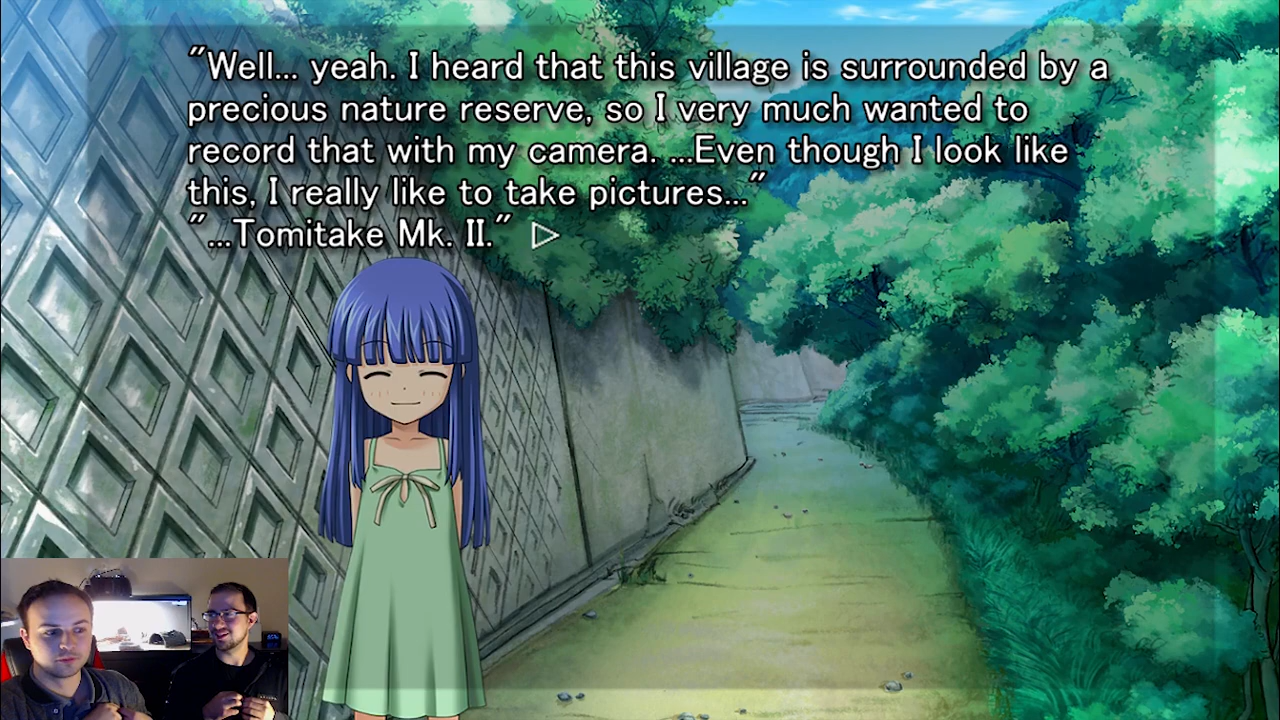 "Well... yeah. I heard that this village is surrounded by a
precious nature reserve, so I very much wanted to
record that with my camera. ...Even though I look like
this, I really like to take pictures..."
"...Tomitake Mk. II."